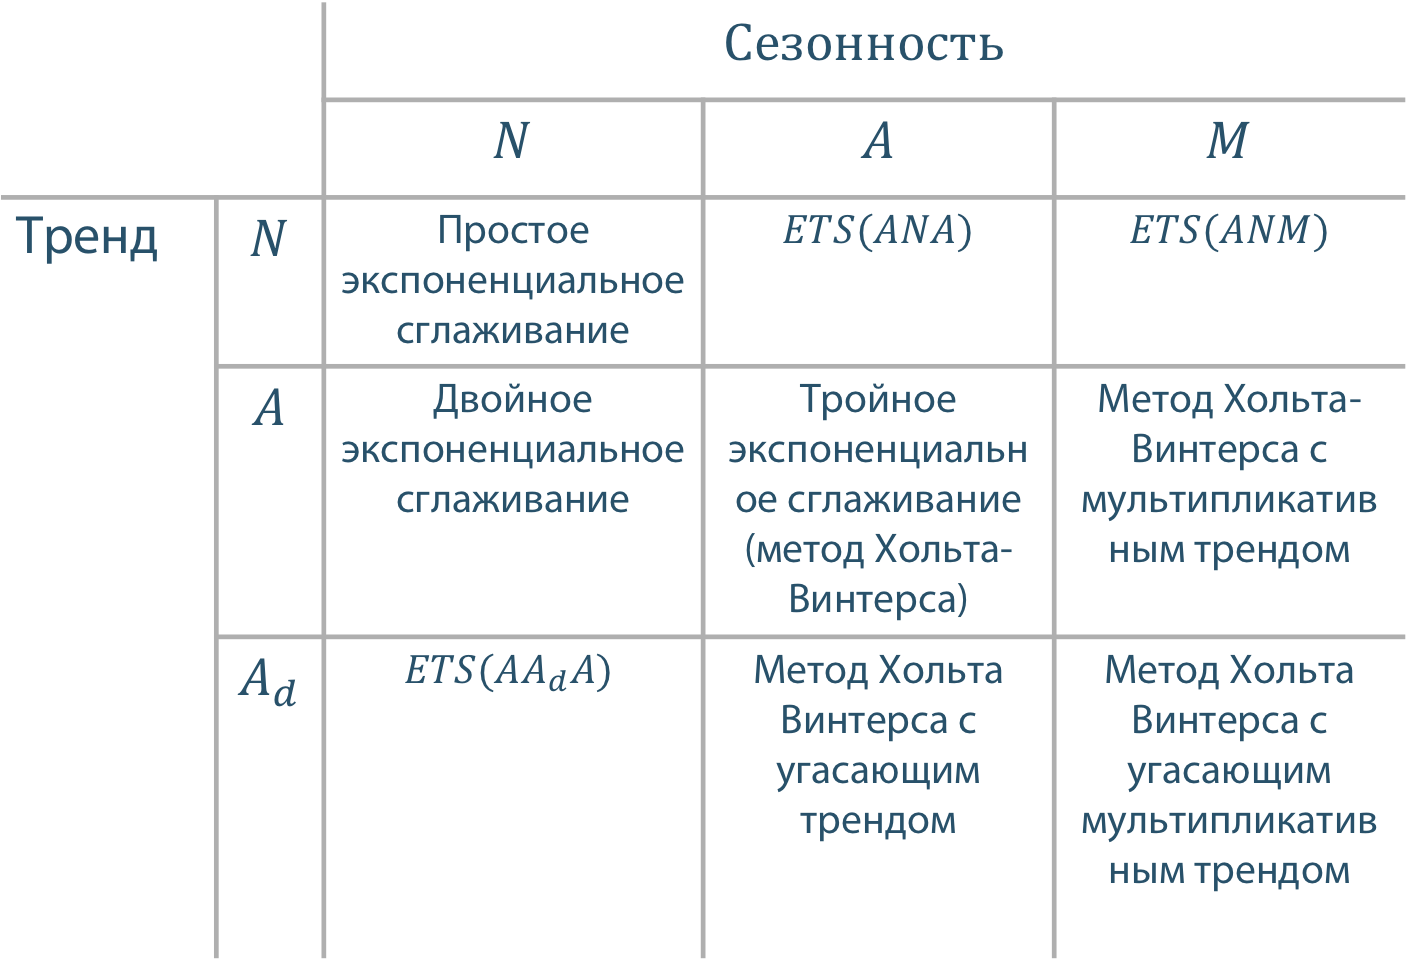 Сезонность
N
A
M
Тренд
N
Простое
экспоненциальное
сглаживание
ETS(ANA)
ETS(ANM)
A
Двойное
экспоненциальное
сглаживание
Тройное
экспоненциальн
ое сглаживание
(метод Хольта-
Винтерса)
Метод Хольта-
Винтерса с
мультипликатив
ным трендом
A_d
ETS(AA_dA)
Метод Хольта
Винтерса с
угасающим
трендом
Метод Хольта
Винтерса с
угасающим
мультипликатив
ным трендом